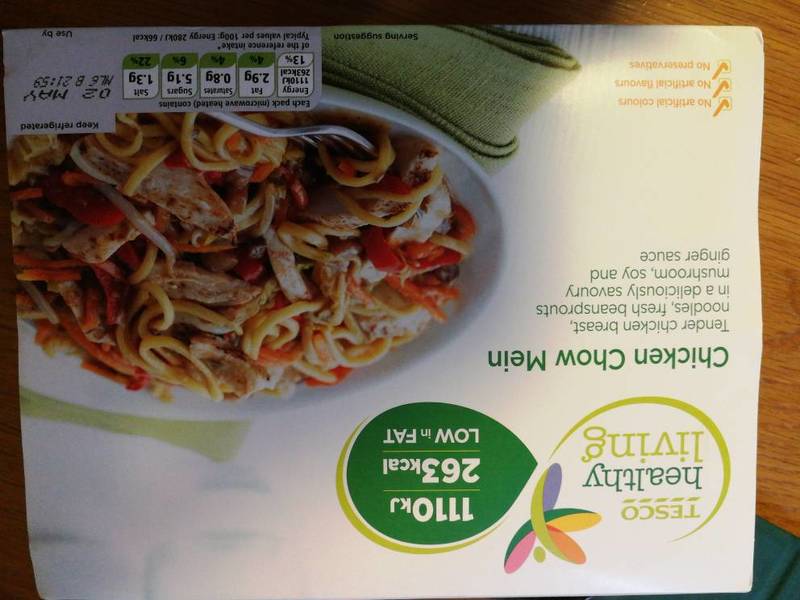 TESCO
healthy
living
1110kJ
263kcal
LOW in FAT
Chicken Chow Mein
Tender chicken breast,
noodles, fresh beansprouts
in a deliciously savoury
mushroom, soy and
ginger sauce
No artificial colours
No artificial flavours
No preservatives
Serving suggestion
Keep refrigerated
02 MAY
MLE B 21:59
Use by
Each pack (microwave heated) contains
Energy
1110kJ
263kcal
13%
Fat
2.9g
4%
Saturates
0.8g
4%
Sugars
5.1g
6%
Salt
1.3g
22%
of the reference intake*
Typical values per 100g: Energy 280kJ / 66kcal